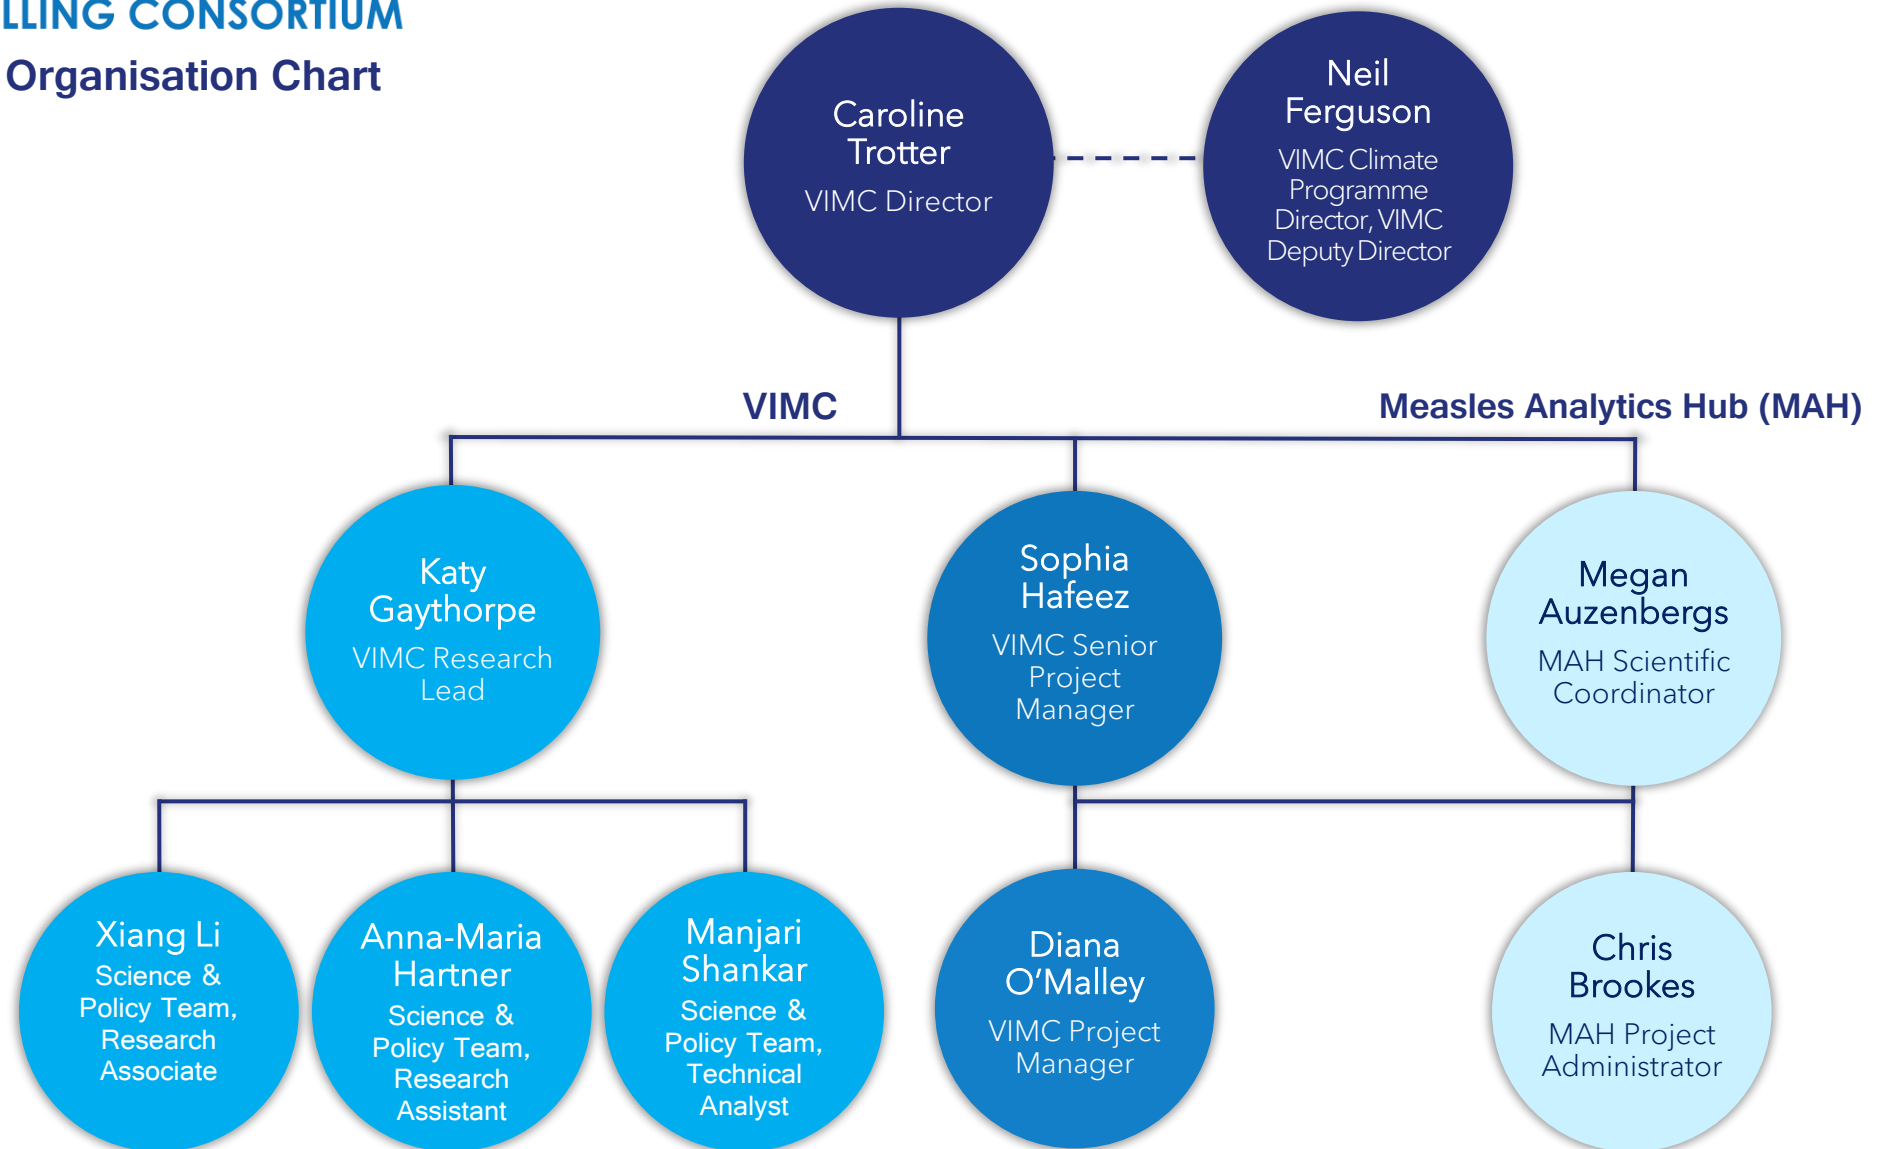 LLING CONSORTIUM
Organisation Chart
Caroline
Trotter
VIMC Director
Neil
Ferguson
VIMC Climate
Programme
Director, VIMC
Deputy Director
VIMC
Measles Analytics Hub (MAH)
Katy
Gaythorpe
VIMC Research
Lead
Sophia
Hafeez
VIMC Senior
Project
Manager
Megan
Auzenbergs
MAH Scientific
Coordinator
Xiang Li
Science &
Policy Team,
Research
Associate
Anna-Maria
Hartner
Science &
Policy Team,
Research
Assistant
Manjari
Shankar
Science &
Policy Team,
Technical
Analyst
Diana
O'Malley
VIMC Project
Manager
Chris
Brookes
MAH Project
Administrator